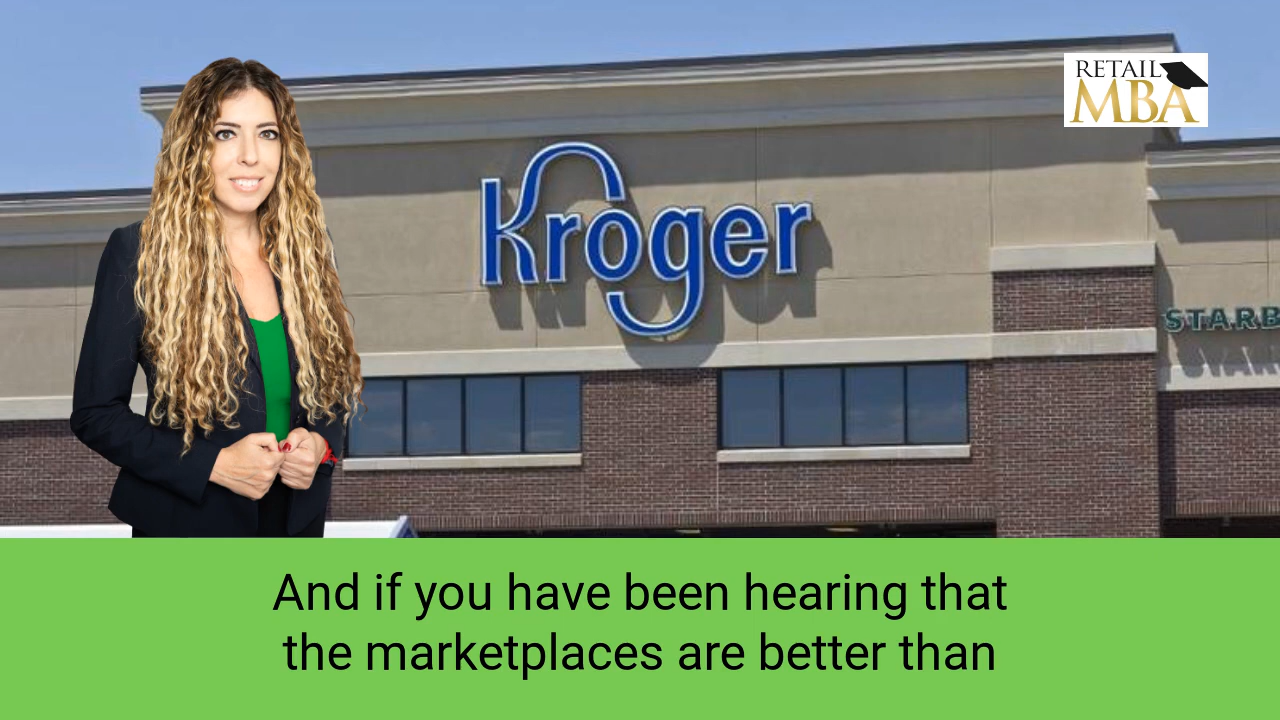 RETAIL
MBA
Kroger
STARB
And if you have been hearing that
the marketplaces are better than